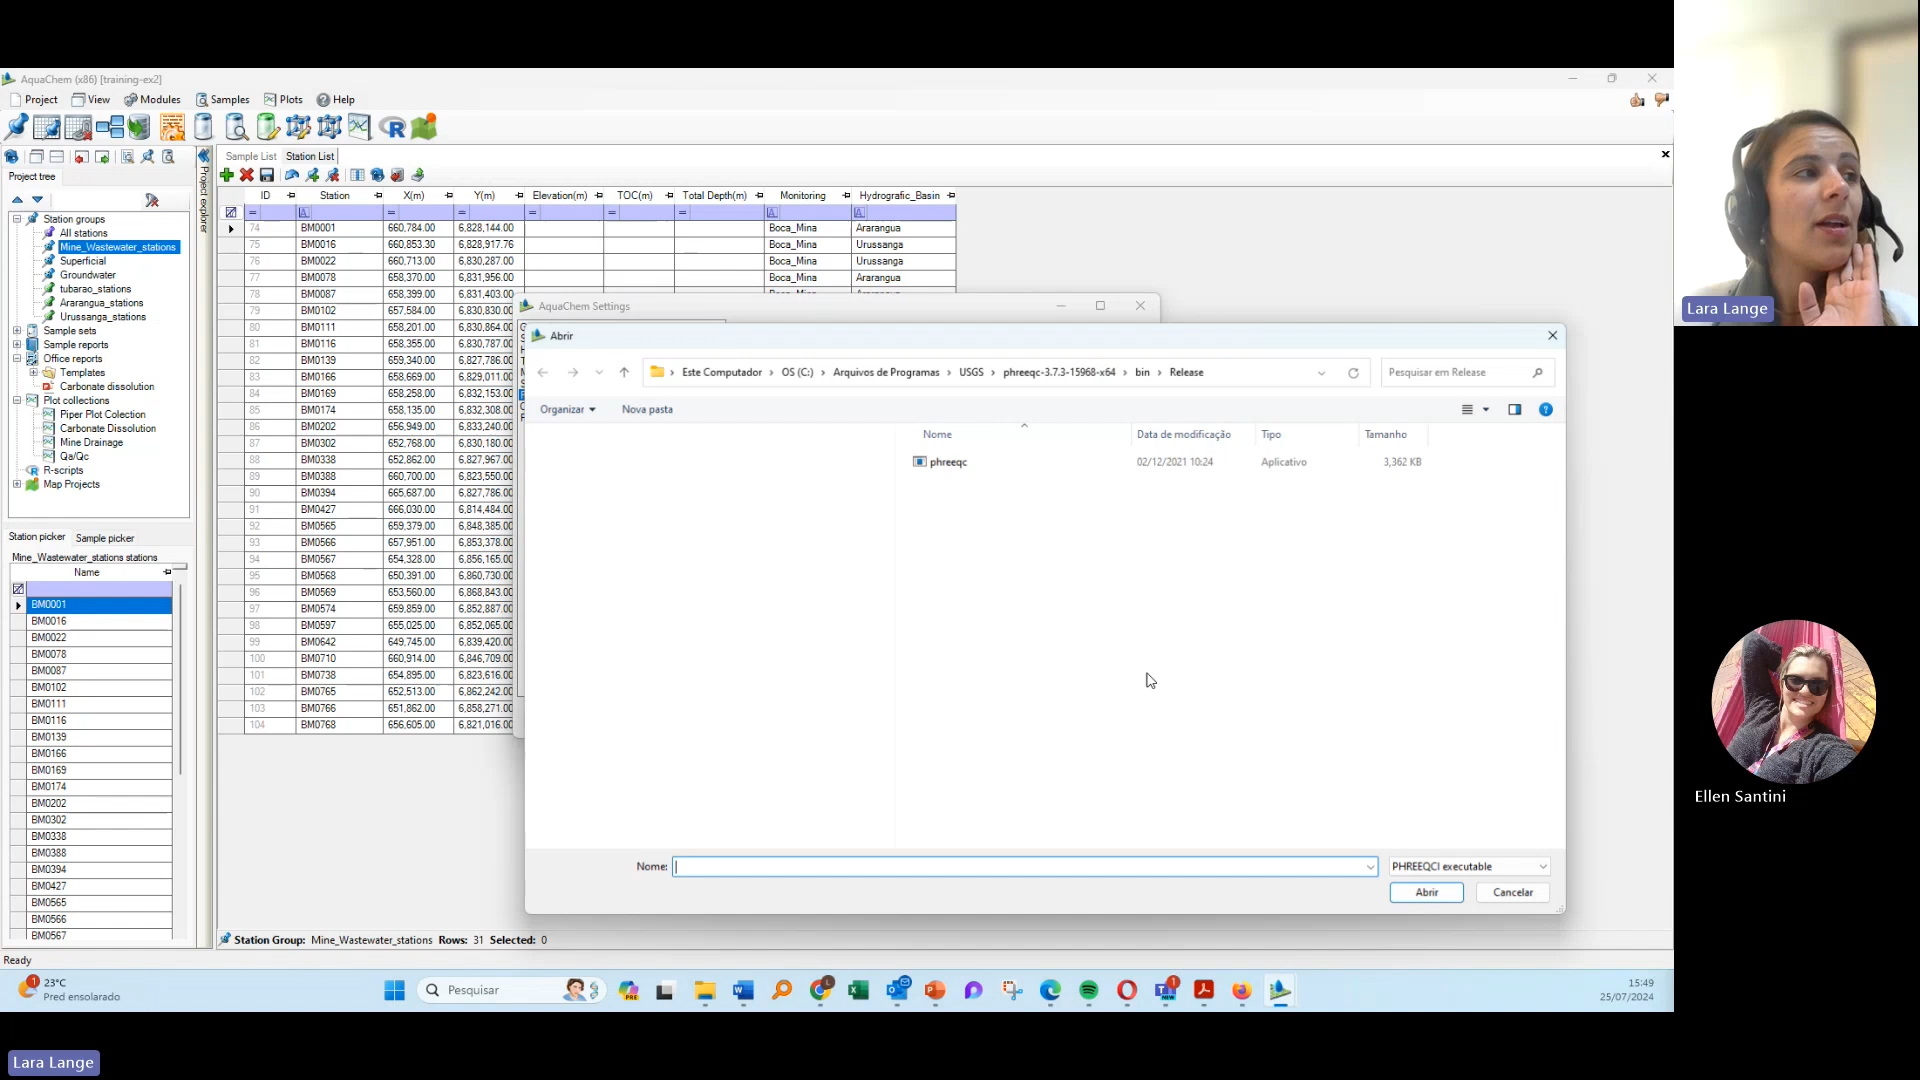 AquaChem (x86) [training-ex2]
Project View Modules Samples Plots Help
Project tree
Station groups
All stations
Mine_Wastewater_stations
Superficial
Groundwater
tubarao_stations
Ararangua_stations
Urussanga_stations
Sample sets
Sample reports
Office reports
Templates
Carbonate dissolution
Plot collections
Piper Plot Colection
Carbonate Dissolution
Mine Drainage
Qa/Qc
R-scripts
Map Projects
Project explorer
Station picker Sample picker
Mine_Wastewater_stations stations
Name
BM0001
BM0016
BM0022
BM0078
BM0087
BM0102
BM0111
BM0116
BM0139
BM0166
BM0169
BM0174
BM0202
BM0302
BM0338
BM0388
BM0394
BM0427
BM0565
BM0566
BM0567
Sample List Station List
ID Station X(m) Y(m) Elevation(m) TOC(m) Total Depth(m) Monitoring Hydrografic_Basin
74 BM0001 660,784.00 6,828,144.00 Boca_Mina Ararangua
75 BM0016 660,853.30 6,828,917.76 Boca_Mina Urussanga
76 BM0022 660,713.00 6,830,287.00 Boca_Mina Urussanga
77 BM0078 658,370.00 6,831,956.00 Boca_Mina Ararangua
78 BM0087 658,399.00 6,831,403.00
79 BM0102 657,584.00 6,830,830.00
80 BM0111 658,201.00 6,830,864.00
81 BM0116 658,355.00 6,830,787.00
82 BM0139 659,340.00 6,827,786.00
83 BM0166 658,669.00 6,829,011.00
84 BM0169 658,258.00 6,832,153.00
85 BM0174 658,135.00 6,832,308.00
86 BM0202 656,949.00 6,833,240.00
87 BM0302 652,768.00 6,830,180.00
88 BM0338 652,862.00 6,827,967.00
89 BM0388 660,700.00 6,823,550.00
90 BM0394 665,687.00 6,827,786.00
91 BM0427 666,030.00 6,814,484.00
92 BM0565 659,379.00 6,848,385.00
93 BM0566 657,951.00 6,853,378.00
94 BM0567 654,328.00 6,856,165.00
95 BM0568 650,391.00 6,860,730.00
96 BM0569 653,560.00 6,868,843.00
97 BM0574 659,859.00 6,852,887.00
98 BM0597 655,025.00 6,852,065.00
99 BM0642 649,745.00 6,839,420.00
100 BM0710 660,914.00 6,846,709.00
101 BM0738 654,895.00 6,823,616.00
102 BM0765 652,513.00 6,862,242.00
103 BM0766 651,862.00 6,858,271.00
104 BM0768 656,605.00 6,821,016.00
AquaChem Settings
Abrir
Este Computador OS (C:) Arquivos de Programas USGS phreeqc-3.7.3-15968-x64 bin Release
Pesquisar em Release
Organizar Nova pasta
Nome Data de modificação Tipo Tamanho
phreeqc 02/12/2021 10:24 Aplicativo 3,362 KB
Nome: PHREEQCI executable
Abrir Cancelar
Station Group: Mine_Wastewater_stations Rows: 31 Selected: 0
Ready
23°C
Pred ensolarado
Pesquisar
15:49
25/07/2024
Lara Lange
Ellen Santini
Lara Lange